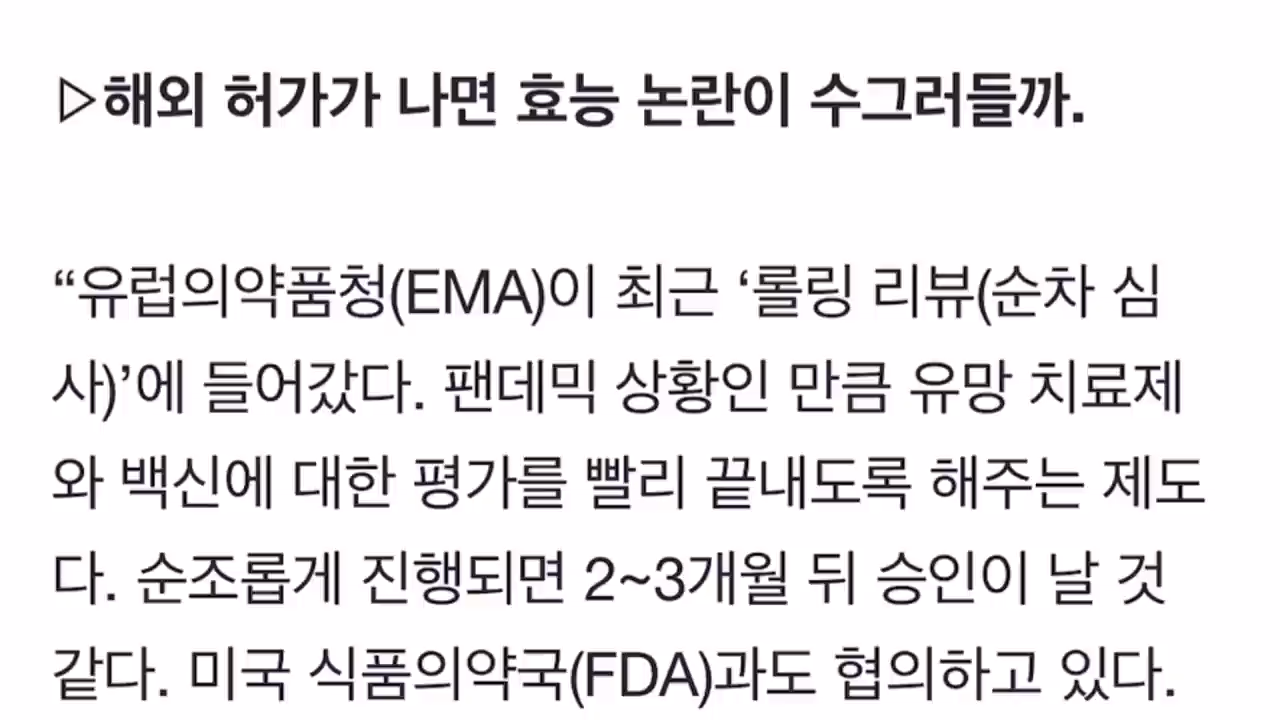 ▷해외 허가가 나면 효능 논란이 수그러들까.
“유럽의약품청(EMA)이 최근 ‘롤링 리뷰(순차 심
사)’에 들어갔다. 팬데믹 상황인 만큼 유망 치료제
와 백신에 대한 평가를 빨리 끝내도록 해주는 제도
다. 순조롭게 진행되면 2~3개월 뒤 승인이 날 것
같다. 미국 식품의약국(FDA)과도 협의하고 있다.